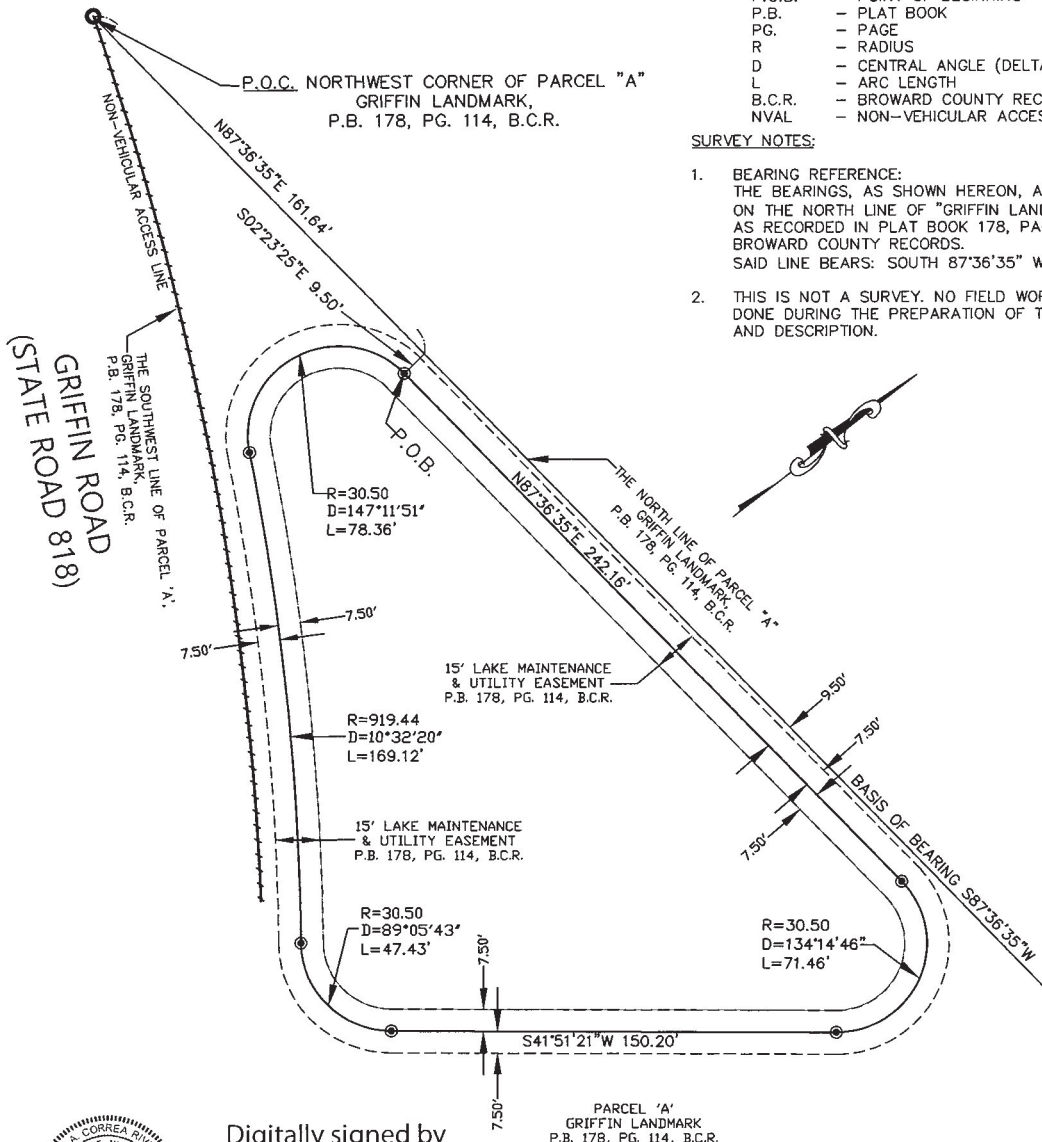 P.B. – PLAT BOOK
PG. – PAGE
R – RADIUS
D – CENTRAL ANGLE
L – ARC LENGTH
B.C.R. – BROWARD COUNTY
NVAL – NON–VEHICULAR
SURVEY NOTES:
1. BEARING REFERENCE:
THE BEARINGS, AS SHOWN HEREON,
ON THE NORTH LINE OF "GRIFFIN
AS RECORDED IN PLAT BOOK 178,
BROWARD COUNTY RECORDS.
SAID LINE BEARS: SOUTH 87°36'35"
2. THIS IS NOT A SURVEY. NO FIELD
DONE DURING THE PREPARATION OF
AND DESCRIPTION.
P.O.C. NORTHWEST CORNER OF PARCEL "A"
GRIFFIN LANDMARK,
P.B. 178, PG. 114, B.C.R.
NON–VEHICULAR ACCESS LINE
N87°36'35"E 161.64'
S02°23'25"E 9.50'
GRIFFIN ROAD
(STATE ROAD 818)
THE SOUTHWEST LINE OF PARCEL 'A',
GRIFFIN LANDMARK,
P.B. 178, PG. 114, B.C.R.
P.O.B.
R=30.50
D=147°11'51"
L=78.36'
THE NORTH LINE OF PARCEL "A"
GRIFFIN LANDMARK,
P.B. 178, PG. 114, B.C.R.
N87°36'35"E 242.16'
7.50'
7.50'
15' LAKE MAINTENANCE
& UTILITY EASEMENT
P.B. 178, PG. 114, B.C.R.
R=919.44
D=10°32'20"
L=169.12'
9.50'
7.50'
7.50'
BASIS OF BEARING S87°36'35"W
15' LAKE MAINTENANCE
& UTILITY EASEMENT
P.B. 178, PG. 114, B.C.R.
R=30.50
D=89°05'43"
L=47.43'
R=30.50
D=134°14'46"
L=71.46'
7.50'
S41°51'21"W 150.20'
7.50'
PARCEL 'A'
GRIFFIN LANDMARK
P.B. 178, PG. 114, B.C.R.
A. CORREA
Digitally signed by